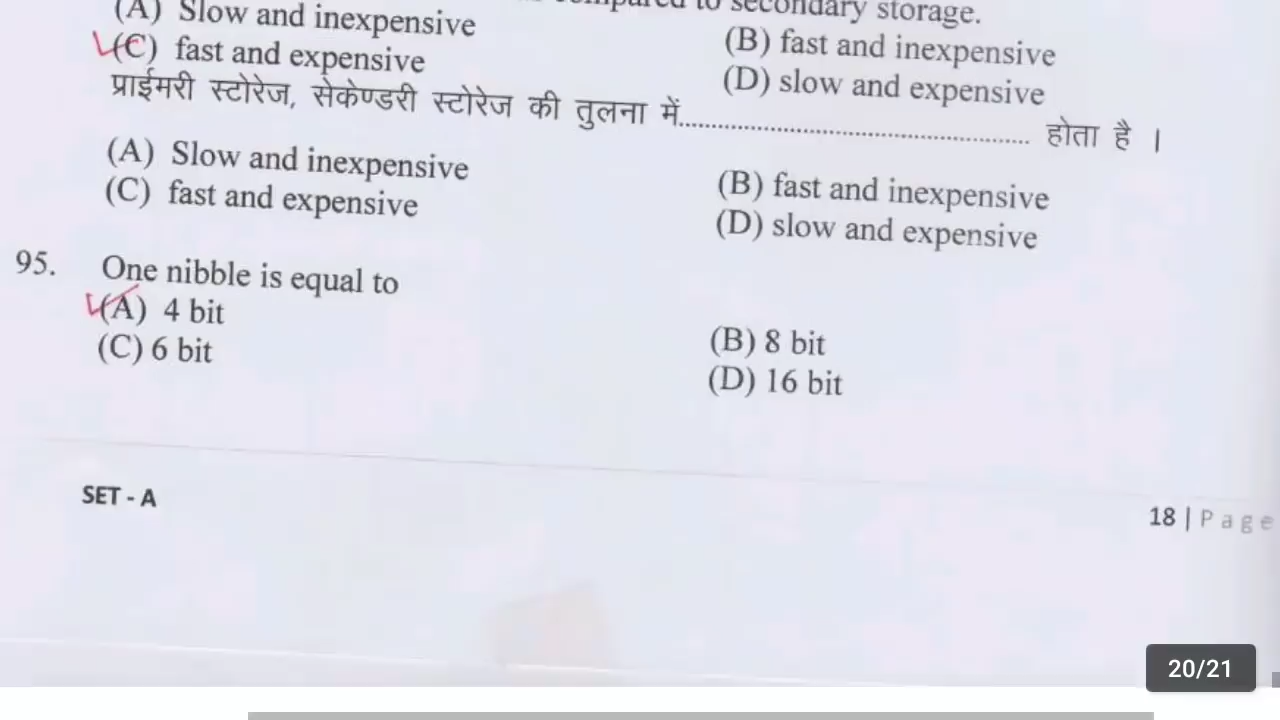 compared to secondary storage.
(A) Slow and inexpensive
(B) fast and inexpensive
(C) fast and expensive
(D) slow and expensive
प्राईमरी स्टोरेज, सेकेण्डरी स्टोरेज की तुलना में.................................................... होता है ।
(A) Slow and inexpensive
(B) fast and inexpensive
(C) fast and expensive
(D) slow and expensive
95. One nibble is equal to
(A) 4 bit
(B) 8 bit
(C) 6 bit
(D) 16 bit
SET - A
18 | Page
20/21